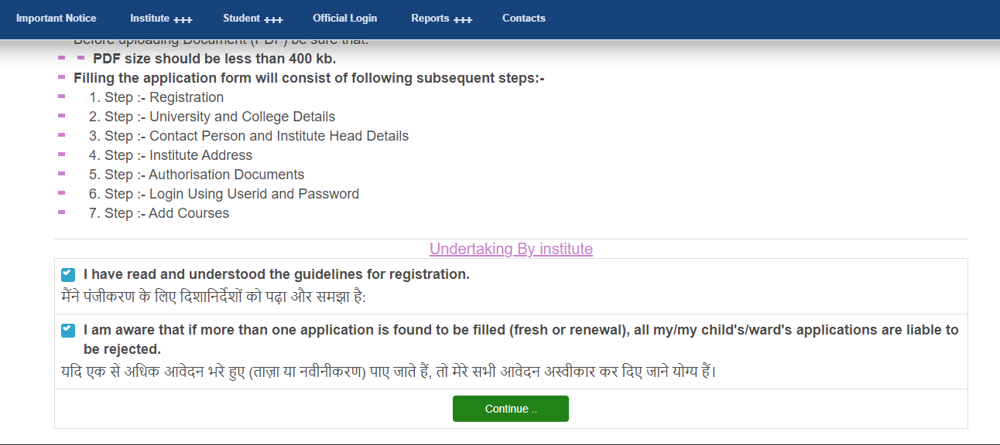 Important Notice Institute +++ Student +++ Official Login Reports +++ Contacts
Before uploading Document (PDF) be sure that:
PDF size should be less than 400 kb.
Filling the application form will consist of following subsequent steps:-
1. Step :- Registration
2. Step :- University and College Details
3. Step :- Contact Person and Institute Head Details
4. Step :- Institute Address
5. Step :- Authorisation Documents
6. Step :- Login Using Userid and Password
7. Step :- Add Courses
Undertaking By institute
I have read and understood the guidelines for registration.
मैंने पंजीकरण के लिए दिशानिर्देशों को पढ़ा और समझा है:
I am aware that if more than one application is found to be filled (fresh or renewal), all my/my child's/ward's applications are liable to
be rejected.
यदि एक से अधिक आवेदन भरे हुए (ताज़ा या नवीनीकरण) पाए जाते हैं, तो मेरे सभी आवेदन अस्वीकार कर दिए जाने योग्य हैं।
Continue ..